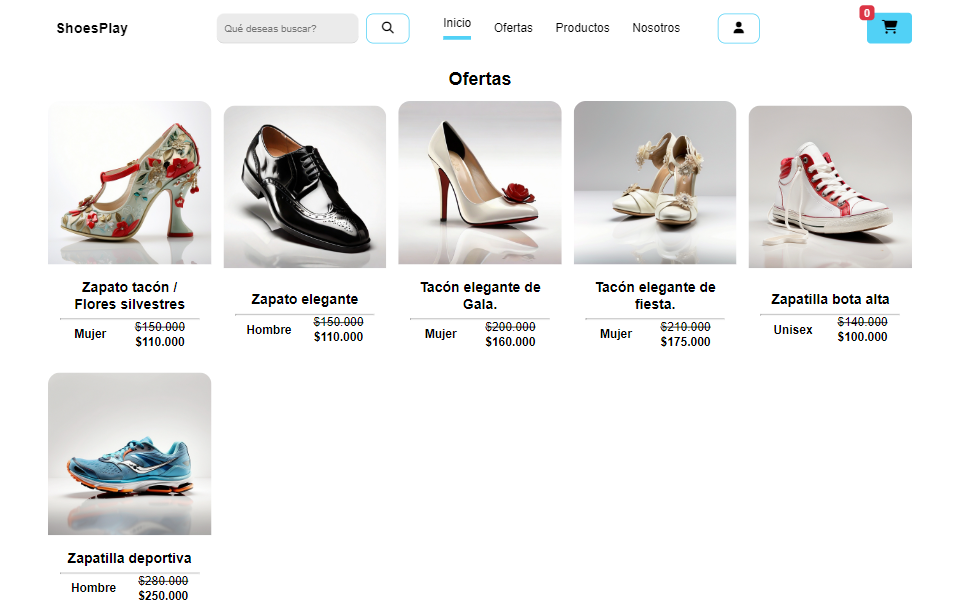 ShoesPlay
Qué deseas buscar?
Inicio
Ofertas
Productos
Nosotros
0
Ofertas
Zapato tacón /
Flores silvestres
Mujer
$150.000
$110.000
Zapato elegante
Hombre
$150.000
$110.000
Tacón elegante de
Gala.
Mujer
$200.000
$160.000
Tacón elegante de
fiesta.
Mujer
$210.000
$175.000
Zapatilla bota alta
Unisex
$140.000
$100.000
Zapatilla deportiva
Hombre
$280.000
$250.000